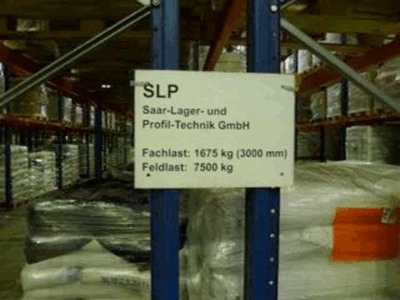 SLP
Saar-Lager- und
Profil-Technik GmbH
Fachlast: 1675 kg (3000 mm)
Feldlast: 7500 kg